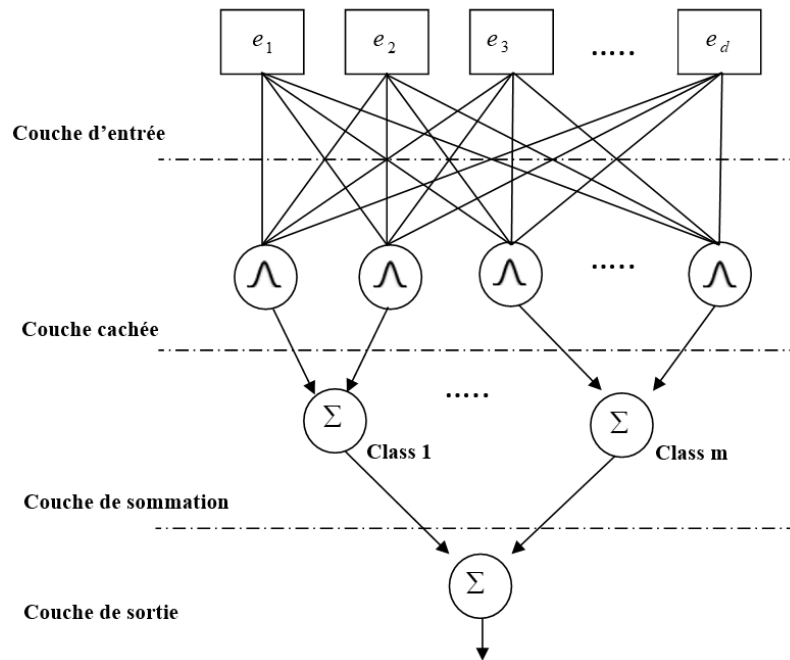 e1 e2 e3 ..... ed
Couche d'entrée
.....
Couche cachée
Σ ..... Σ
Class 1 Class m
Couche de sommation
Σ
Couche de sortie